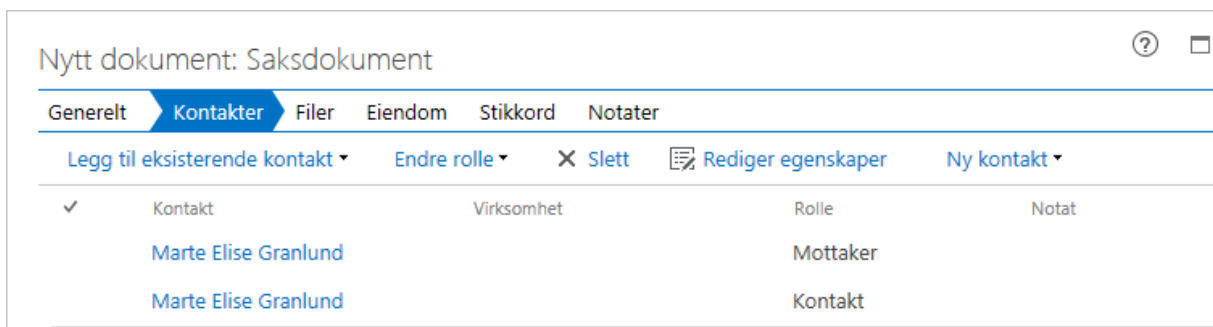 Nytt dokument: Saksdokument
Generelt Kontakter Filer Eiendom Stikkord Notater
Legg til eksisterende kontakt Endre rolle Slett Rediger egenskaper Ny kontakt
Kontakt Virksomhet Rolle Notat
Marte Elise Granlund Mottaker
Marte Elise Granlund Kontakt